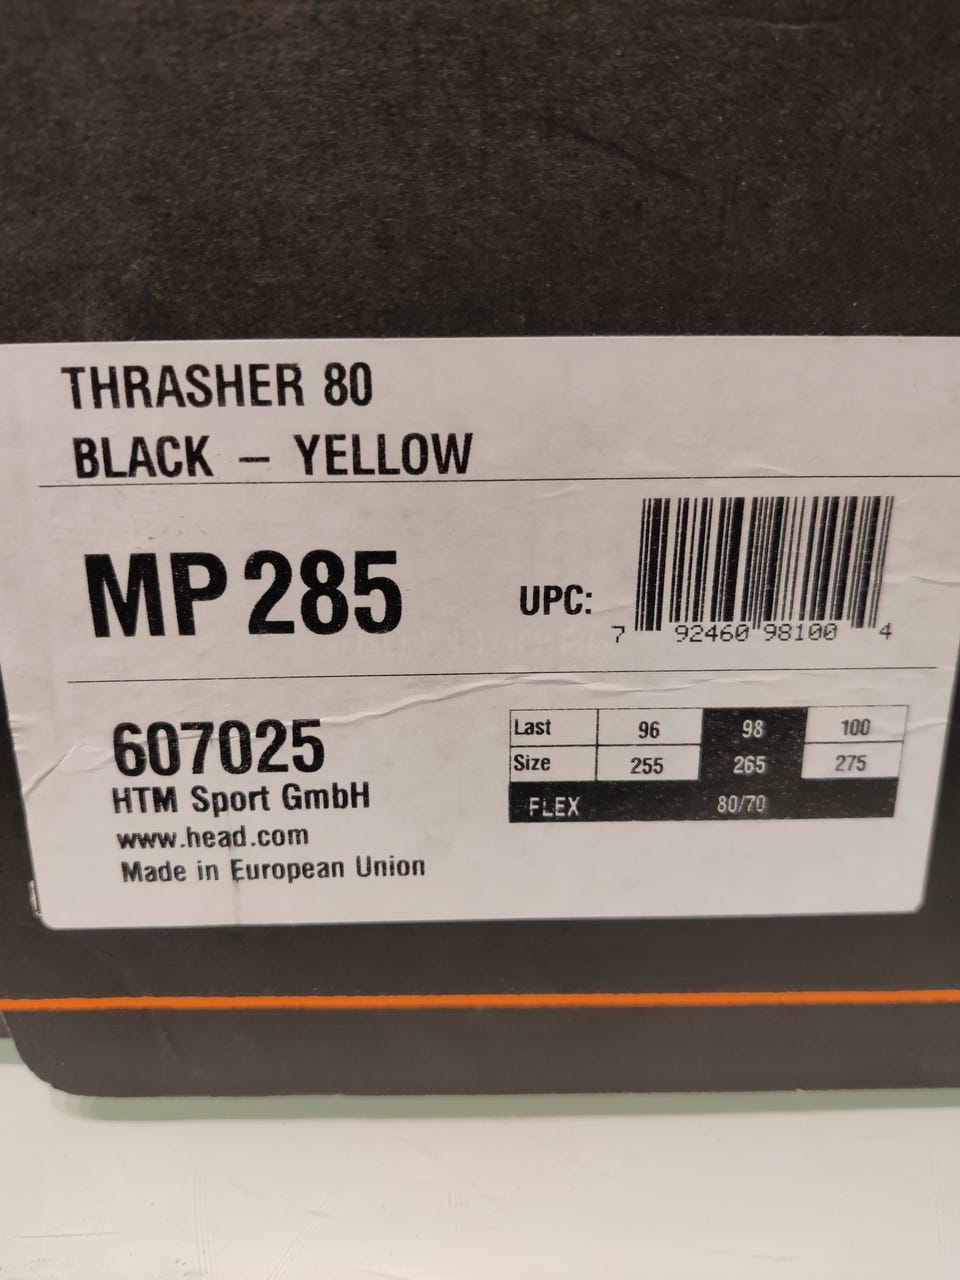 THRASHER 80
BLACK – YELLOW
MP 285
UPC:
7 92460 98100 4
607025
HTM Sport GmbH
www.head.com
Made in European Union
Last 96 98 100
Size 255 265 275
FLEX 80/70